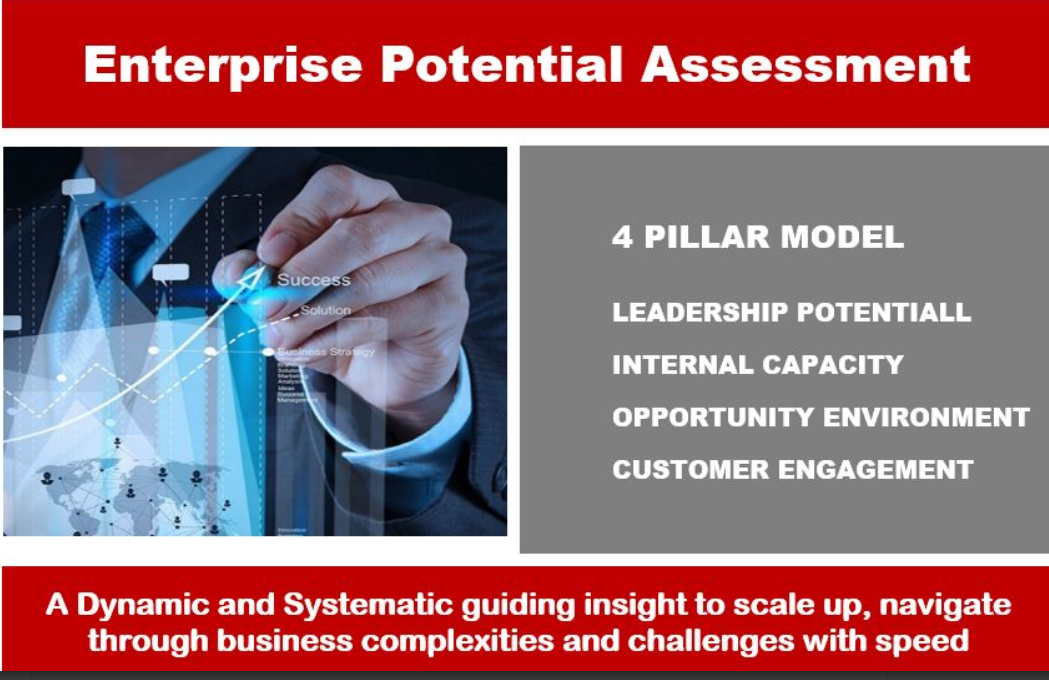 Enterprise Potential Assessment
Success
Solution
Business Strategy
4 PILLAR MODEL
LEADERSHIP POTENTIALL
INTERNAL CAPACITY
OPPORTUNITY ENVIRONMENT
CUSTOMER ENGAGEMENT
A Dynamic and Systematic guiding insight to scale up, navigate
through business complexities and challenges with speed